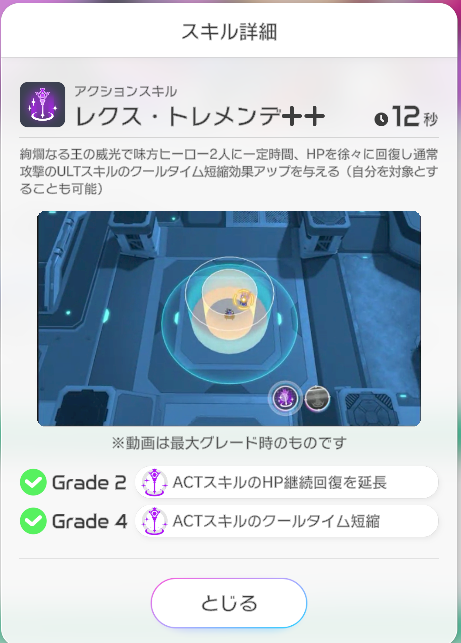 スキル詳細
アクションスキル
レクス・トレメンデ++
12秒
絢爛なる王の威光で味方ヒーロー2人に一定時間、HPを徐々に回復し通常
攻撃のULTスキルのクールタイム短縮効果アップを与える（自分を対象とす
ることも可能）
※動画は最大グレード時のものです
Grade 2 ACTスキルのHP継続回復を延長
Grade 4 ACTスキルのクールタイム短縮
とじる